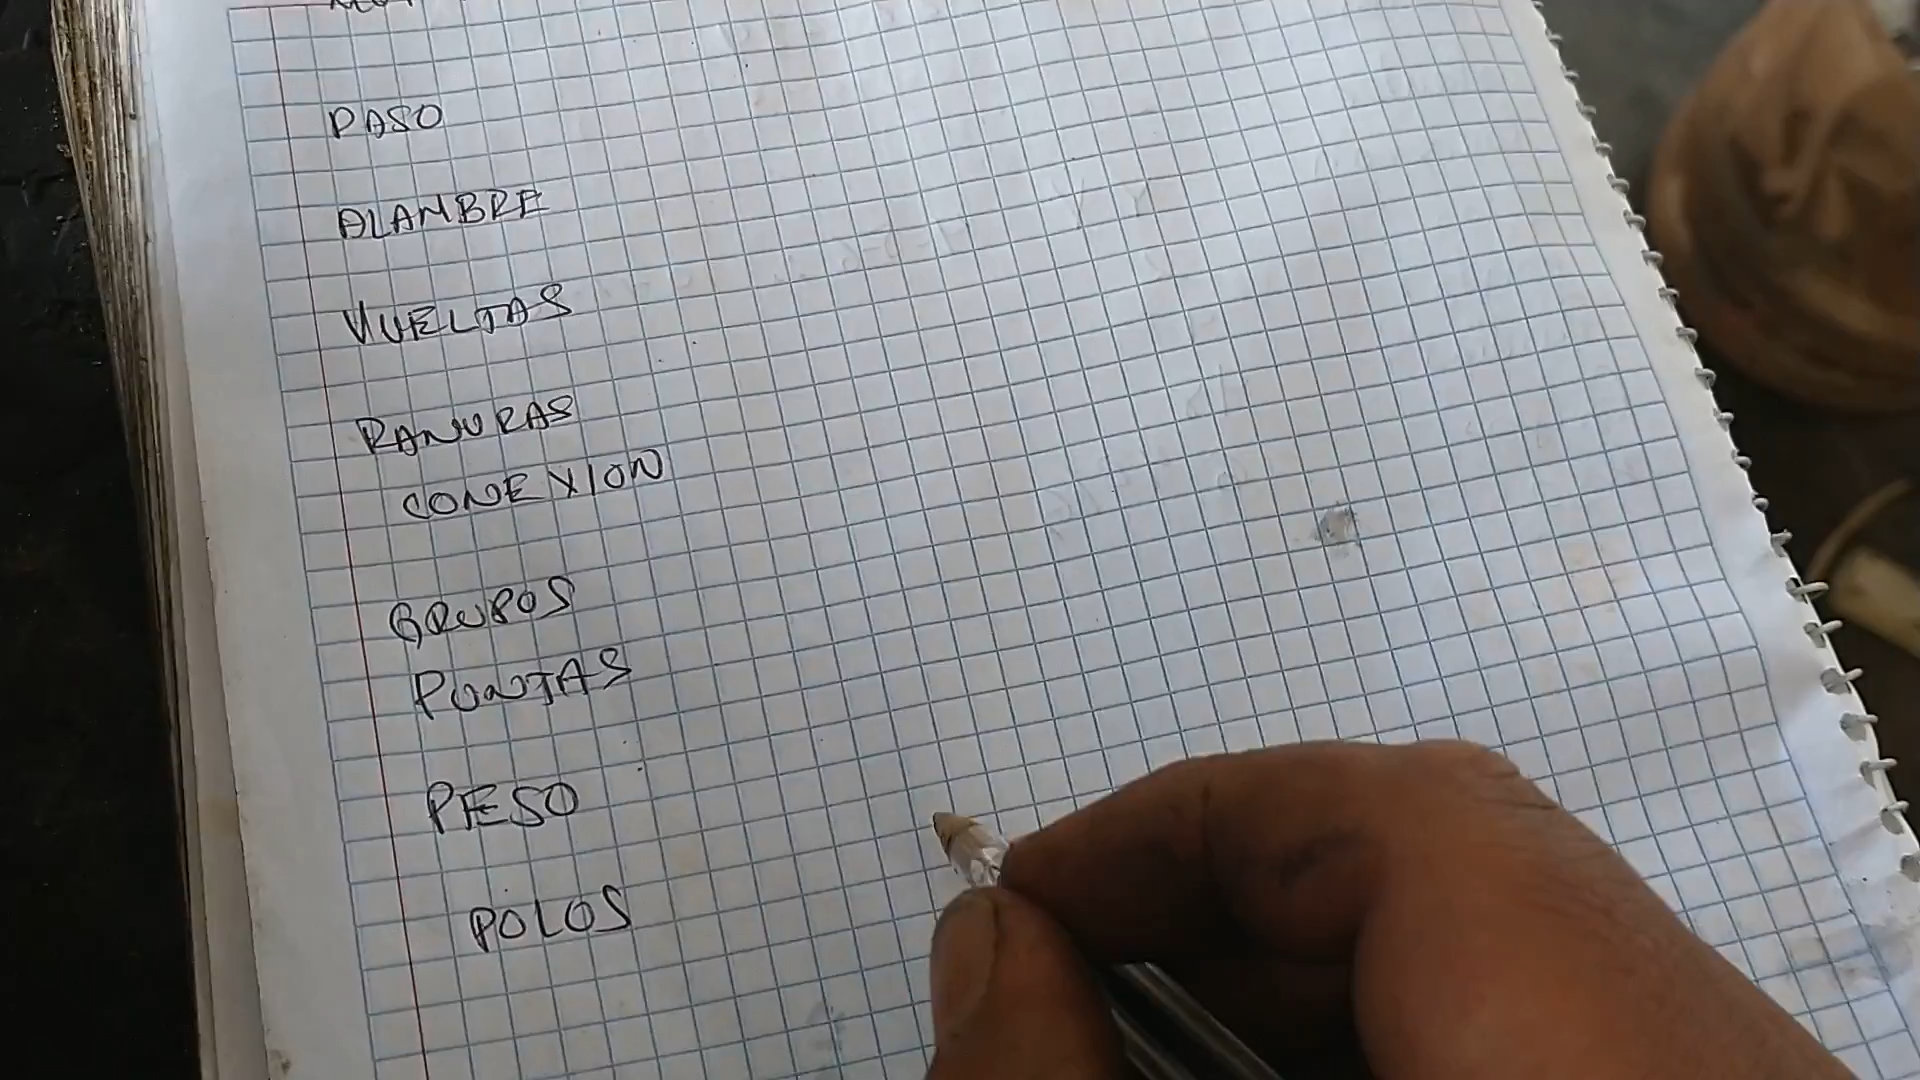 PASO
ALAMBRE
VUELTAS
RANURAS
CONEXION
GRUPOS
PUNTAS
PESO
POLOS